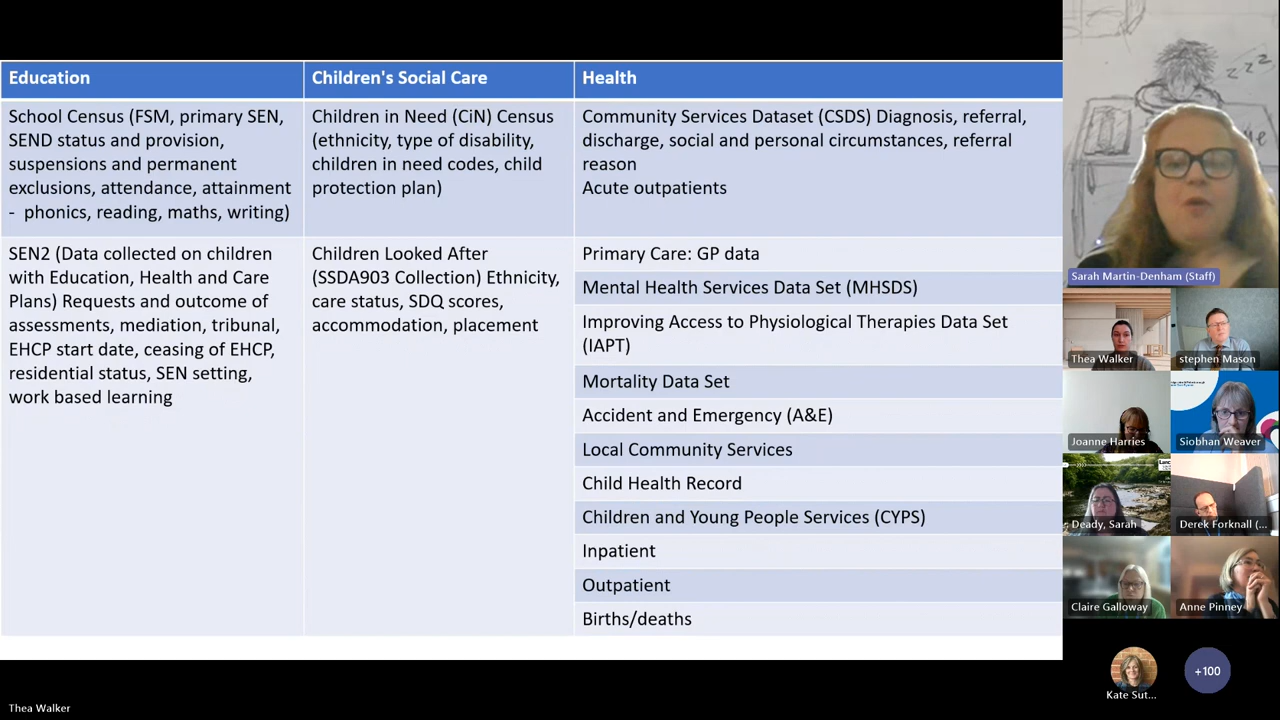 Education
Children's Social Care
Health
School Census (FSM, primary SEN,
SEND status and provision,
suspensions and permanent
exclusions, attendance, attainment
- phonics, reading, maths, writing)
Children in Need (CiN) Census
(ethnicity, type of disability,
children in need codes, child
protection plan)
Community Services Dataset (CSDS) Diagnosis, referral,
discharge, social and personal circumstances, referral
reason
Acute outpatients
SEN2 (Data collected on children
with Education, Health and Care
Plans) Requests and outcome of
assessments, mediation, tribunal,
EHCP start date, ceasing of EHCP,
residential status, SEN setting,
work based learning
Children Looked After
(SSDA903 Collection) Ethnicity,
care status, SDQ scores,
accommodation, placement
Primary Care: GP data
Mental Health Services Data Set (MHSDS)
Improving Access to Physiological Therapies Data Set
(IAPT)
Mortality Data Set
Accident and Emergency (A&E)
Local Community Services
Child Health Record
Children and Young People Services (CYPS)
Inpatient
Outpatient
Births/deaths
zzz
Sarah Martin-Denham (Staff)
Thea Walker
stephen Mason
Joanne Harries
Siobhan Weaver
Deady, Sarah
Derek Forknall (...
Claire Galloway
Anne Pinney
Kate Sut...
+100
Thea Walker